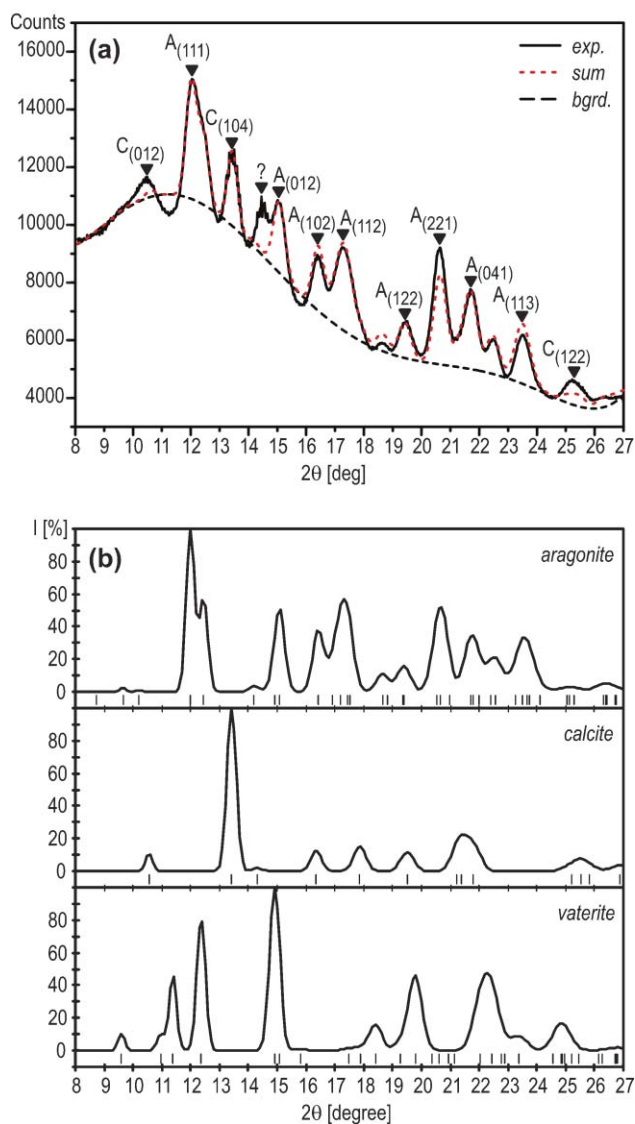 Counts
(a)
A(111)
exp.
sum
bgrd.
16000
14000
12000
10000
8000
6000
4000
C(012)
C(104)
?
A(012)
A(102)
A(112)
A(122)
A(221)
A(041)
A(113)
C(122)
8 9 10 11 12 13 14 15 16 17 18 19 20 21 22 23 24 25 26 27
2θ [deg]
I [%]
(b)
aragonite
80
60
40
20
0
calcite
80
60
40
20
0
vaterite
80
60
40
20
0
8 9 10 11 12 13 14 15 16 17 18 19 20 21 22 23 24 25 26 27
2θ [degree]